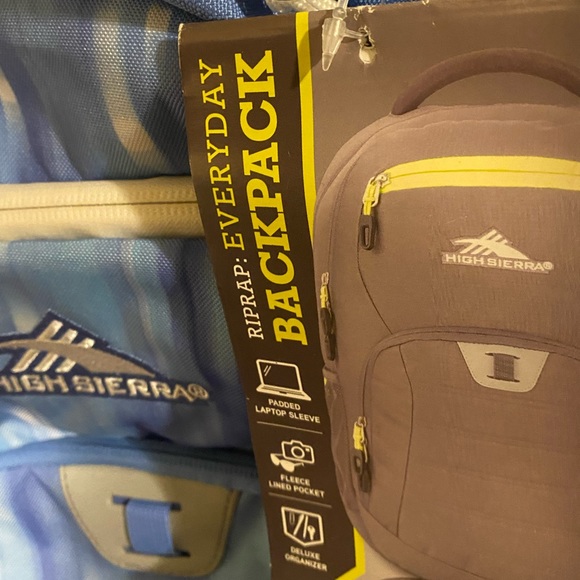 RIPRAP: EVERYDAY
BACKPACK
PADDED
LAPTOP SLEEVE
FLEECE
LINED POCKET
DELUXE
ORGANIZER
HIGH SIERRA®
HIGH SIERRA®